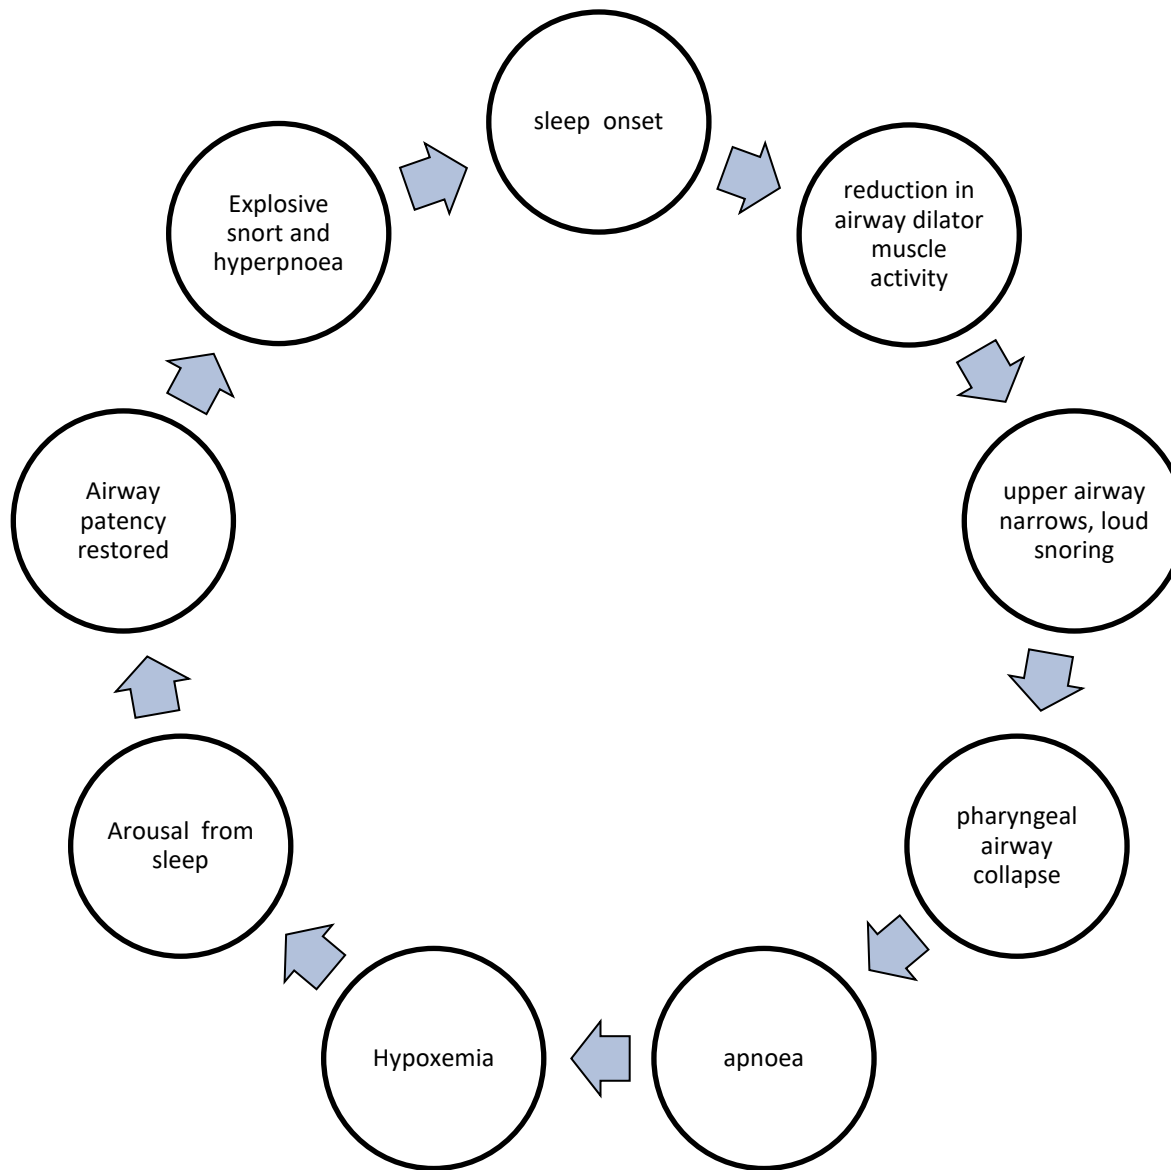 sleep  onset
reduction in
airway dilator
muscle
activity
upper airway
narrows, loud
snoring
pharyngeal
airway
collapse
apnoea
Hypoxemia
Arousal  from
sleep
Airway
patency
restored
Explosive
snort and
hyperpnoea